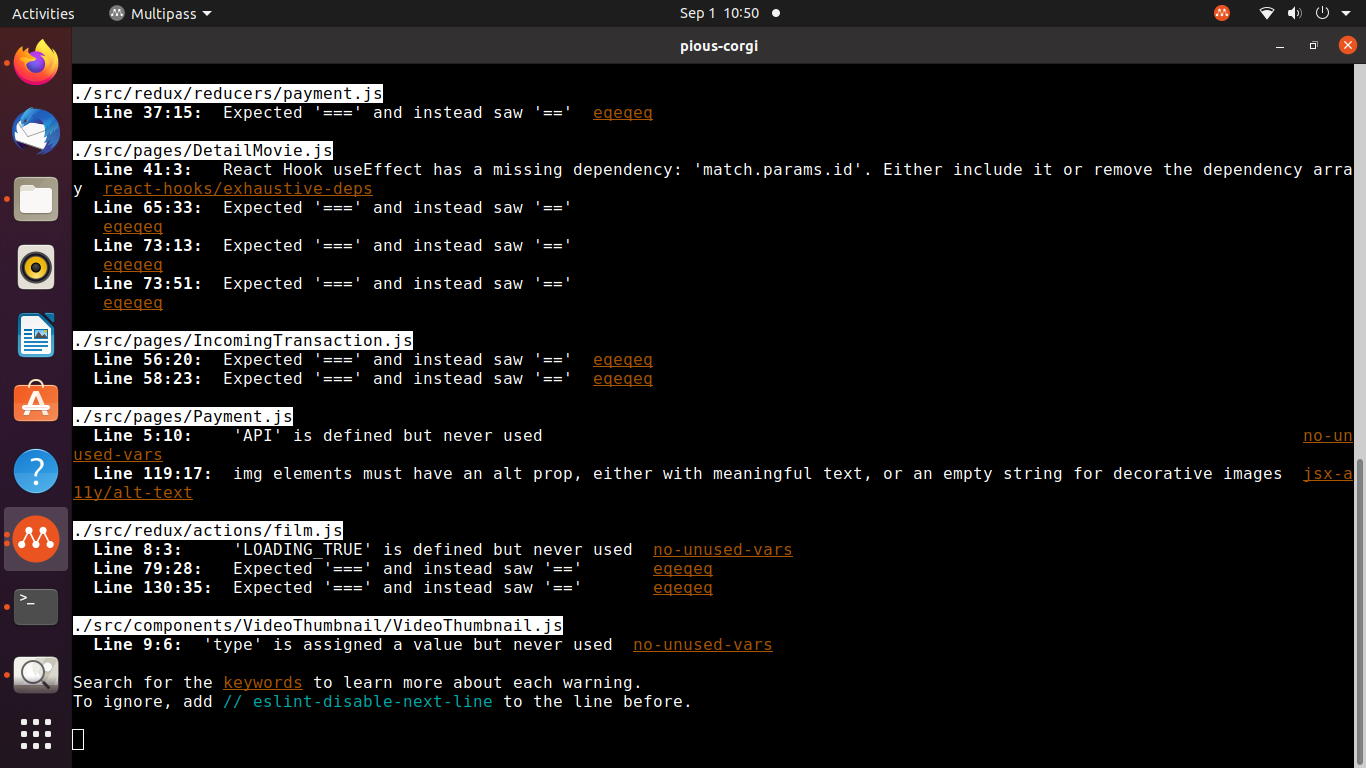 Activities Multipass Sep 1 10:50
pious-corgi
./src/redux/reducers/payment.js
Line 37:15: Expected '===' and instead saw '==' eqeqeq
./src/pages/DetailMovie.js
Line 41:3: React Hook useEffect has a missing dependency: 'match.params.id'. Either include it or remove the dependency arra
y react-hooks/exhaustive-deps
Line 65:33: Expected '===' and instead saw '=='
eqeqeq
Line 73:13: Expected '===' and instead saw '=='
eqeqeq
Line 73:51: Expected '===' and instead saw '=='
eqeqeq
./src/pages/IncomingTransaction.js
Line 56:20: Expected '===' and instead saw '==' eqeqeq
Line 58:23: Expected '===' and instead saw '==' eqeqeq
./src/pages/Payment.js
Line 5:10: 'API' is defined but never used no-un
used-vars
Line 119:17: img elements must have an alt prop, either with meaningful text, or an empty string for decorative images jsx-a
11y/alt-text
./src/redux/actions/film.js
Line 8:3: 'LOADING_TRUE' is defined but never used no-unused-vars
Line 79:28: Expected '===' and instead saw '==' eqeqeq
Line 130:35: Expected '===' and instead saw '==' eqeqeq
./src/components/VideoThumbnail/VideoThumbnail.js
Line 9:6: 'type' is assigned a value but never used no-unused-vars
Search for the keywords to learn more about each warning.
To ignore, add // eslint-disable-next-line to the line before.